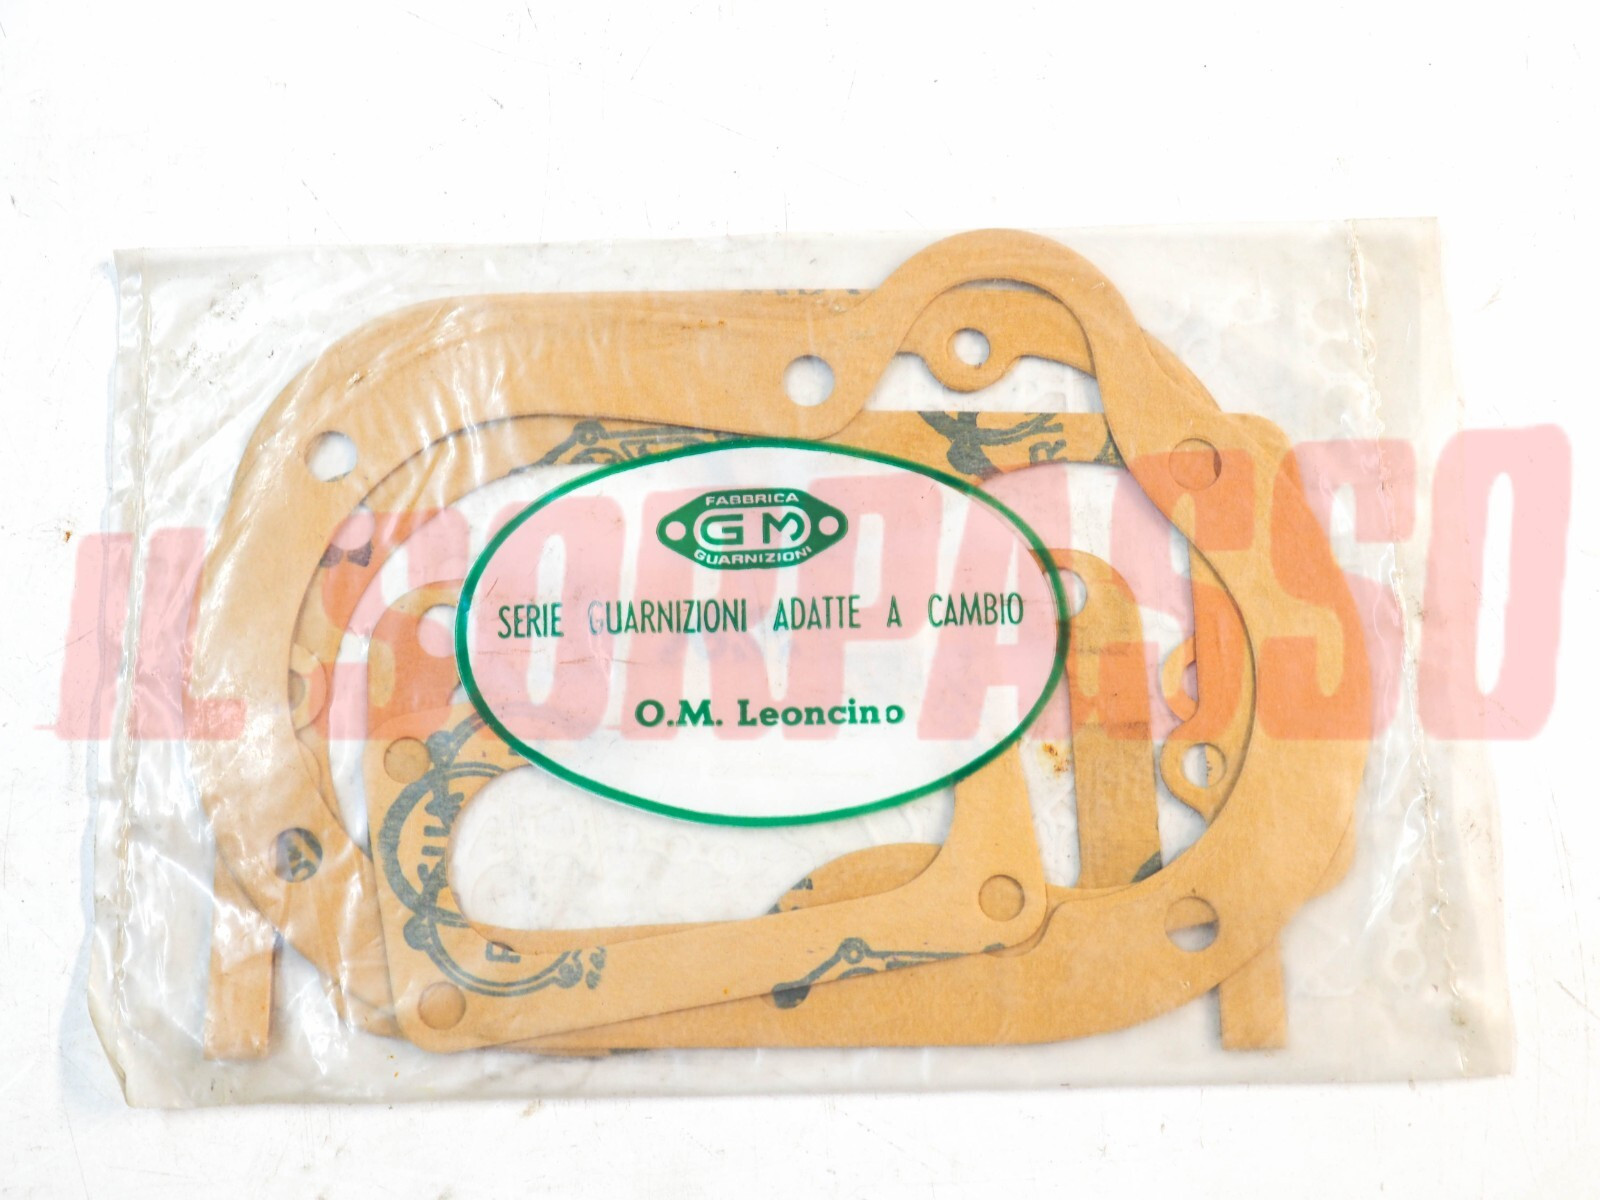 FABBRICA
GM
GUARNIZIONI
SERIE GUARNIZIONI ADATTE A CAMBIO
O.M. Leoncino
IL SORPASSO